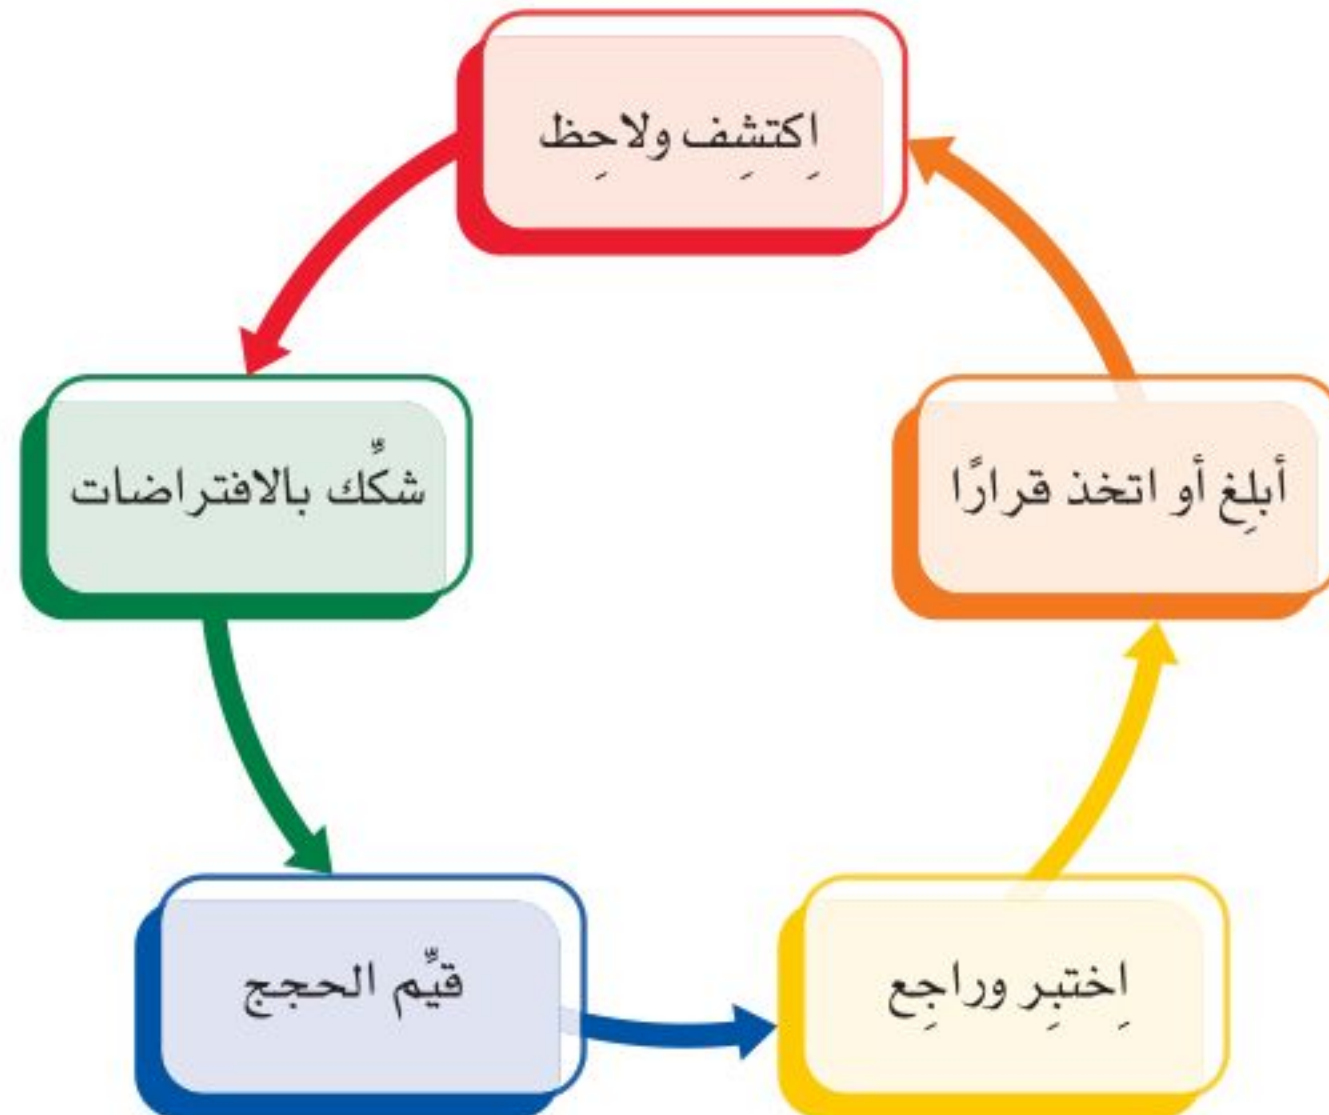 اِكتشِف ولاحِظ
شكِّك بالافتراضات
قيِّم الحجج
اِختبِر وراجِع
أبلِغ أو اتخذ قرارًا